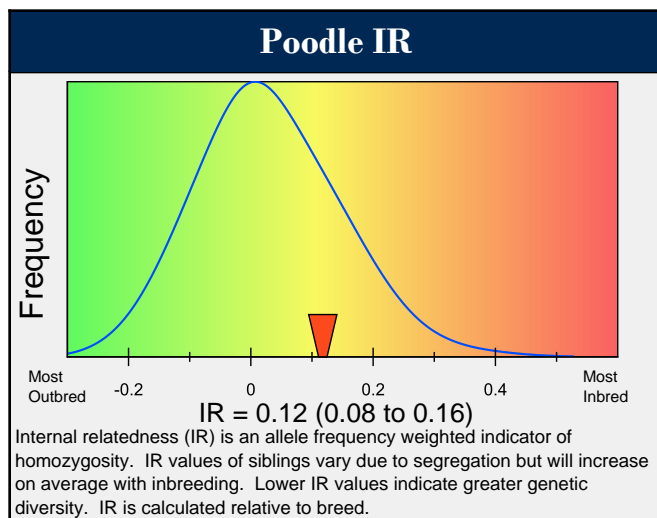 Poodle IR
Frequency
Most
Outbred
-0.2
0
0.2
0.4
Most
Inbred
IR = 0.12 (0.08 to 0.16)
Internal relatedness (IR) is an allele frequency weighted indicator of
homozygosity.  IR values of siblings vary due to segregation but will increase
on average with inbreeding.  Lower IR values indicate greater genetic
diversity.  IR is calculated relative to breed.